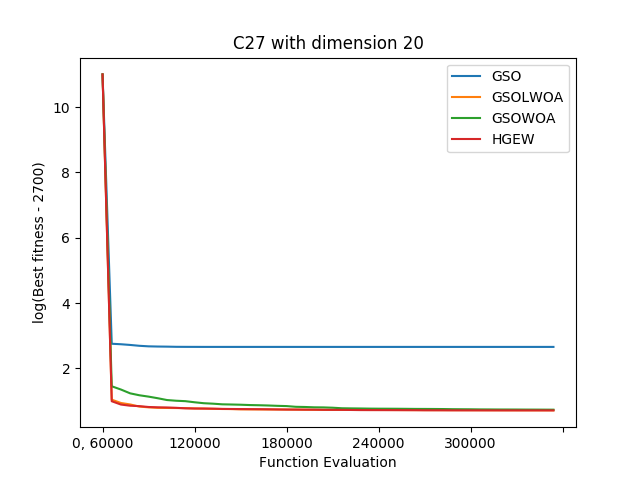 C27 with dimension 20
GSO
GSOLWOA
GSOWOA
HGEW
log(Best fitness - 2700)
10
8
6
4
2
0, 60000 120000 180000 240000 300000
Function Evaluation